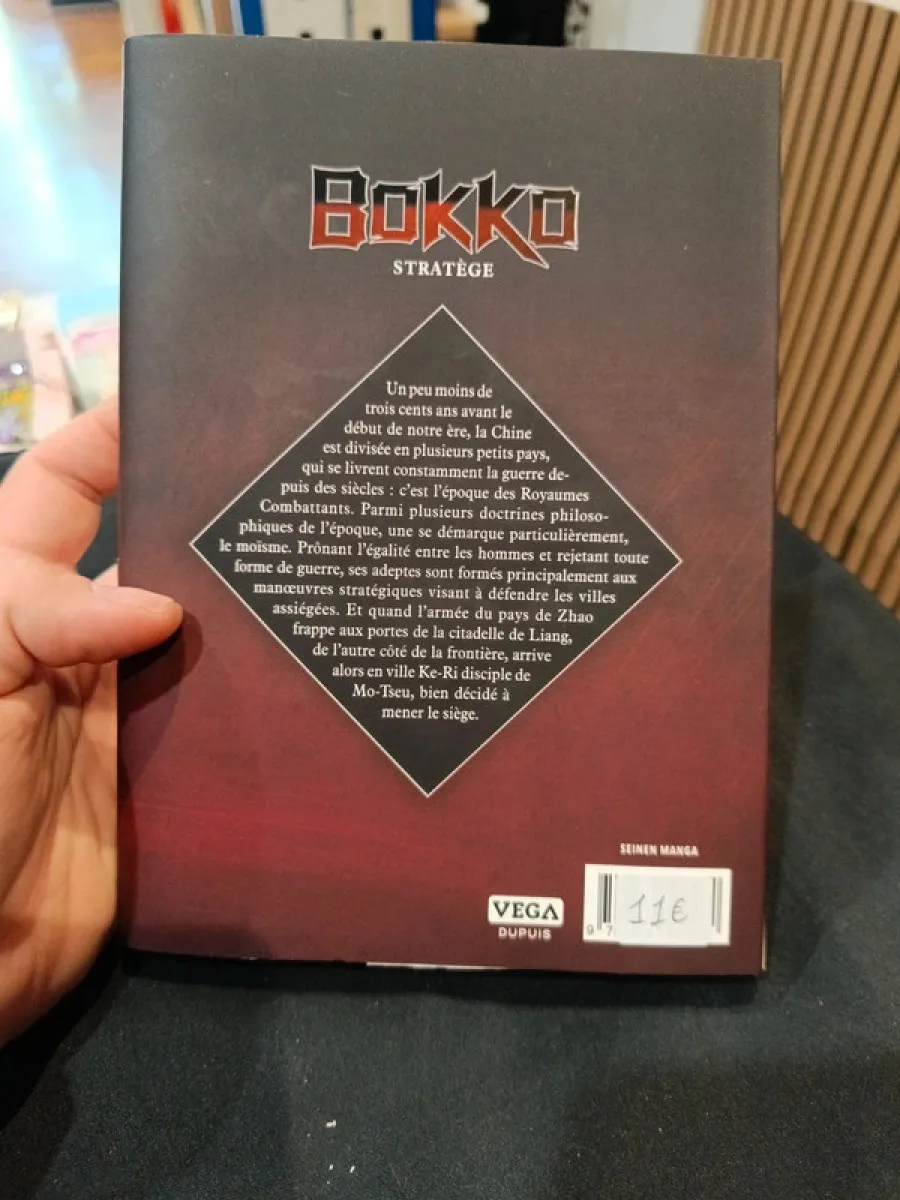 BOKKO
STRATÈGE
Un peu moins de
trois cents ans avant le
début de notre ère, la Chine
est divisée en plusieurs petits pays,
qui se livrent constamment la guerre de-
puis des siècles : c'est l'époque des Royaumes
Combattants. Parmi plusieurs doctrines philoso-
phiques de l'époque, une se démarque particulièrement,
le moïsme. Prônant l'égalité entre les hommes et rejetant toute
forme de guerre, ses adeptes sont formés principalement aux
manœuvres stratégiques visant à défendre les villes
assiégées. Et quand l'armée du pays de Zhao
frappe aux portes de la citadelle de Liang,
de l'autre côté de la frontière, arrive
alors en ville Ke-Ri disciple de
Mo-Tseu, bien décidé à
mener le siège.
SEINEN MANGA
VEGA
DUPUIS
9 7
11€